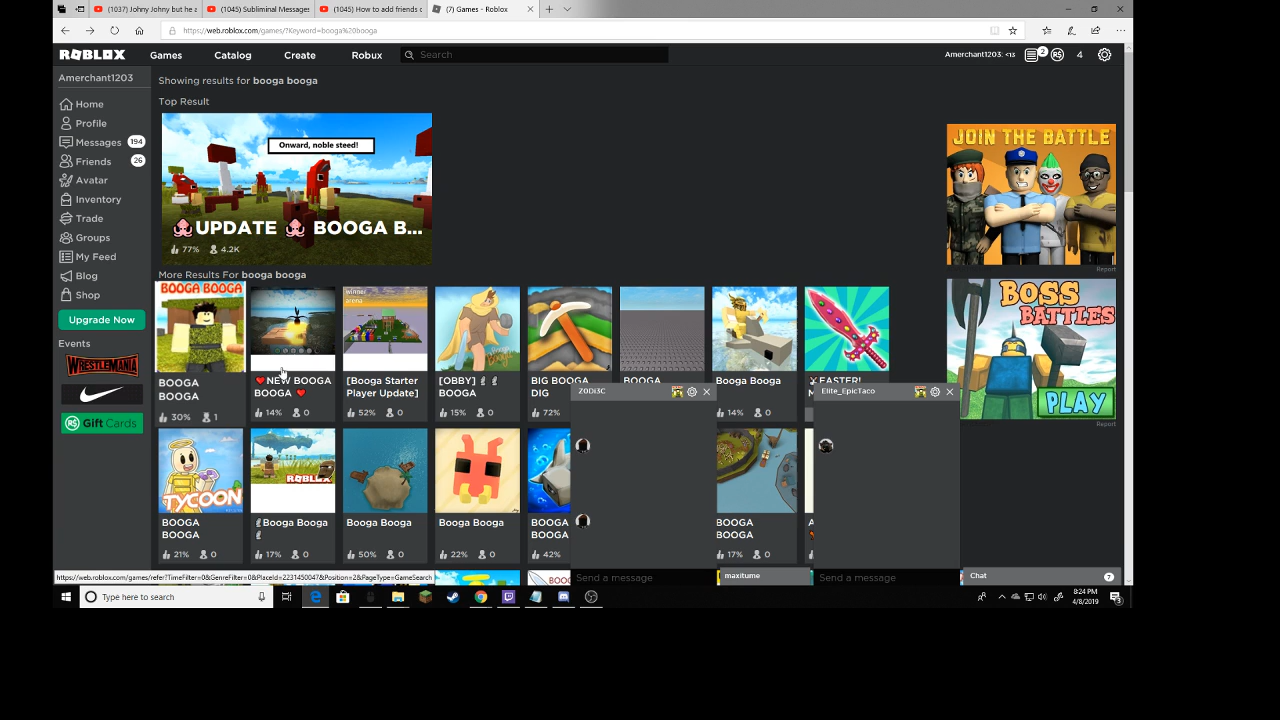 (1037) Johny Johny but he a
(1045) Subliminal Messages
(1045) How to add friends c
(7) Games - Roblox
https://web.roblox.com/games/?Keyword=booga%20booga
ROBLOX
Games
Catalog
Create
Robux
Search
Amerchant1203: <13
2
4
Amerchant1203
Home
Profile
Messages 194
Friends 26
Avatar
Inventory
Trade
Groups
My Feed
Blog
Shop
Upgrade Now
Events
WRESTLEMANIA
Gift Cards
Showing results for booga booga
Top Result
Onward, noble steed!
UPDATE BOOGA B...
77% 4.2K
More Results For booga booga
BOOGA BOOGA
BOOGA
BOOGA
30% 1
NEW BOOGA
BOOGA
14% 0
winner
arena
[Booga Starter
Player Update]
52% 0
[OBBY]
15% 0
BIG BOOGA
DIG
72%
BOOGA
Booga Booga
14% 0
EASTER!
TYCOON
BOOGA
BOOGA
21% 0
ROBLOX
Booga Booga
17% 0
Booga Booga
50% 0
Booga Booga
22% 0
BOOGA
BOOGA
42%
BOOGA
BOOGA
17% 0
JOIN THE BATTLE
Report
BOSS
BATTLES
PLAY
Report
Z0Di3C
Send a message
maxitume
Elite_EpicTaco
Send a message
Chat
7
https://web.roblox.com/games/refer?TimeFilter=0&GenreFilter=0&PlaceId=2231450047&Position=2&PageType=GameSearch
Type here to search
8:24 PM
4/8/2019
3